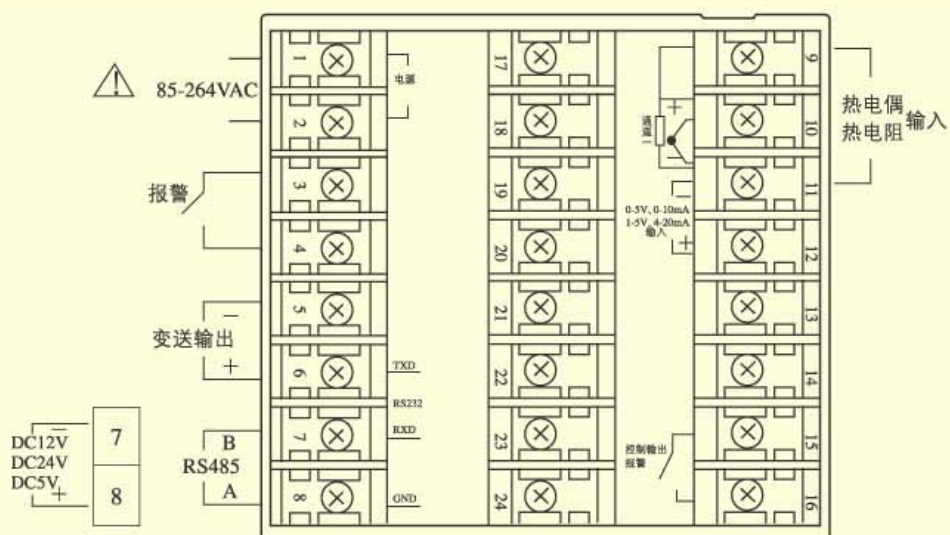 85-264VAC
报警
变送输出
−
+
DC12V
DC24V
DC5V
−
+
7
8
B
RS485
A
1
2
3
4
5
6
7
8
电源
TXD
RS232
RXD
GND
17
18
19
20
21
22
23
24
通道一
+
−
−
0-5V、0-10mA
1-5V、4-20mA
输入
+
控制输出
报警
9
10
11
12
13
14
15
16
热电偶
热电阻
输入